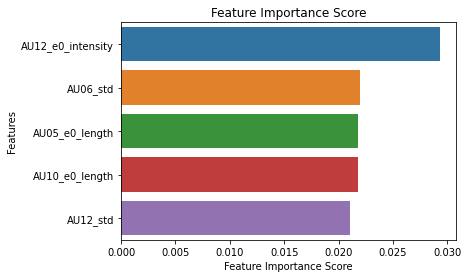 Feature Importance Score
Features
AU12_e0_intensity
AU06_std
AU05_e0_length
AU10_e0_length
AU12_std
0.000 0.005 0.010 0.015 0.020 0.025 0.030
Feature Importance Score